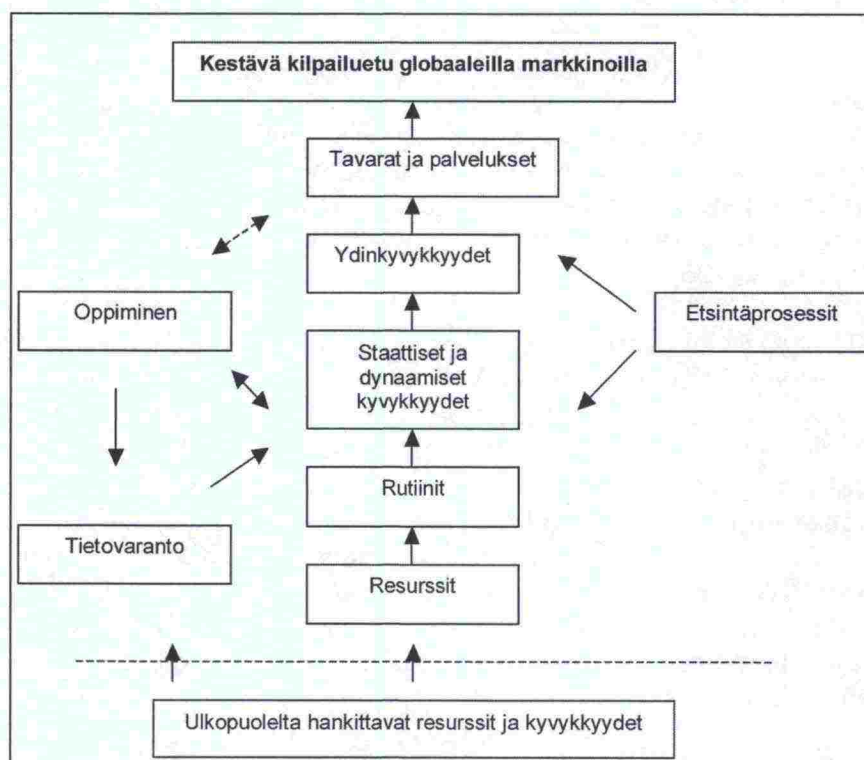 Kestävä kilpailuetu globaaleilla markkinoilla
Tavarat ja palvelukset
Ydinkyvykkyydet
Oppiminen
Etsintäprosessit
Staattiset ja
dynaamiset
kyvykkyydet
Rutiinit
Tietovaranto
Resurssit
Ulkopuolelta hankittavat resurssit ja kyvykkyydet